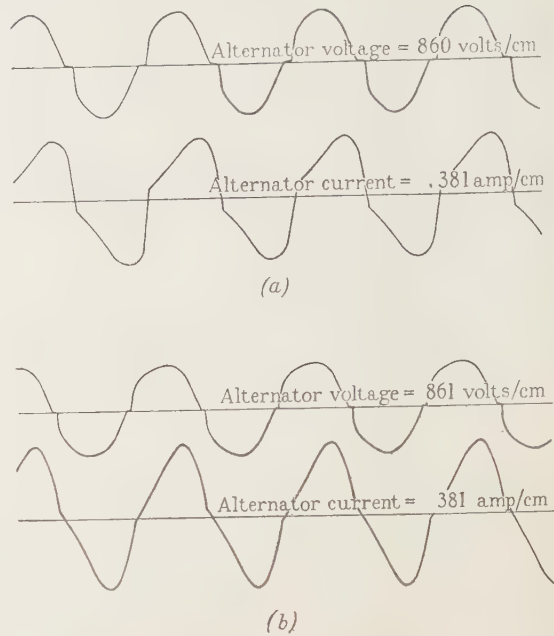 Alternator voltage = 860 volts/cm
Alternator current = .381 amp/cm
(a)
Alternator voltage = 861 volts/cm
Alternator current = 381 amp/cm
(b)